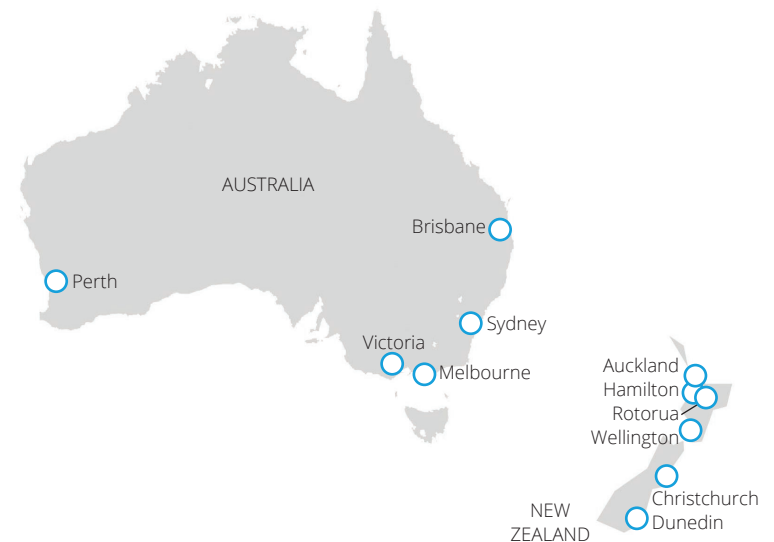 AUSTRALIA
Brisbane
Perth
Sydney
Victoria
Melbourne
Auckland
Hamilton
Rotorua
Wellington
Christchurch
Dunedin
NEW
ZEALAND